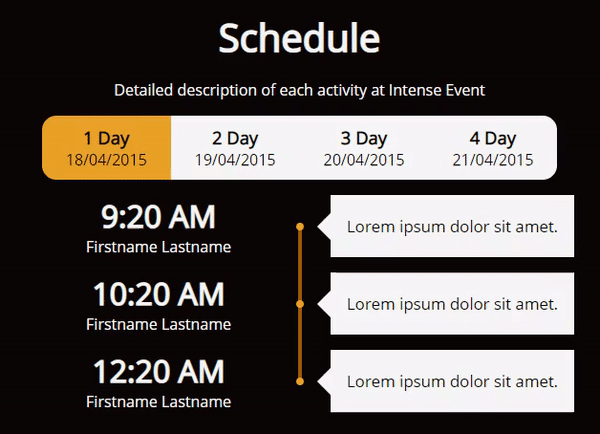 Schedule
Detailed description of each activity at Intense Event
1 Day
18/04/2015
2 Day
19/04/2015
3 Day
20/04/2015
4 Day
21/04/2015
9:20 AM
Firstname Lastname
Lorem ipsum dolor sit amet.
10:20 AM
Firstname Lastname
Lorem ipsum dolor sit amet.
12:20 AM
Firstname Lastname
Lorem ipsum dolor sit amet.